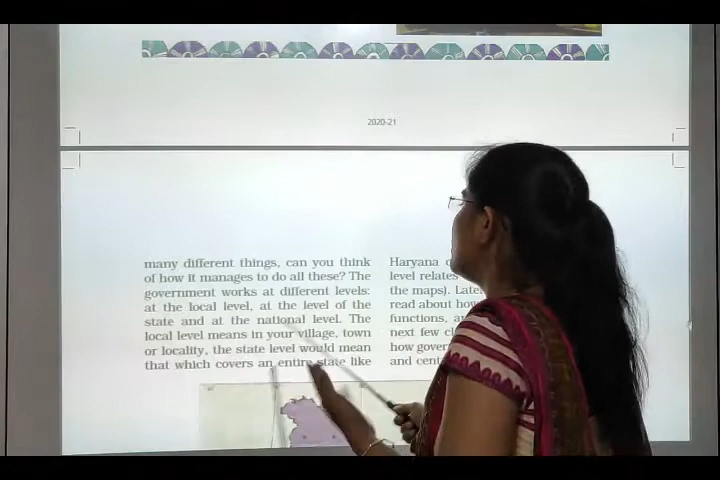 2020-21
many different things, can you think
of how it manages to do all these? The
government works at different levels:
at the local level, at the level of the
state and at the national level. The
local level means in your village, town
or locality, the state level would mean
that which covers an entire state like
Haryana
level relates
the maps).
read about how
functions,
next few
how
and